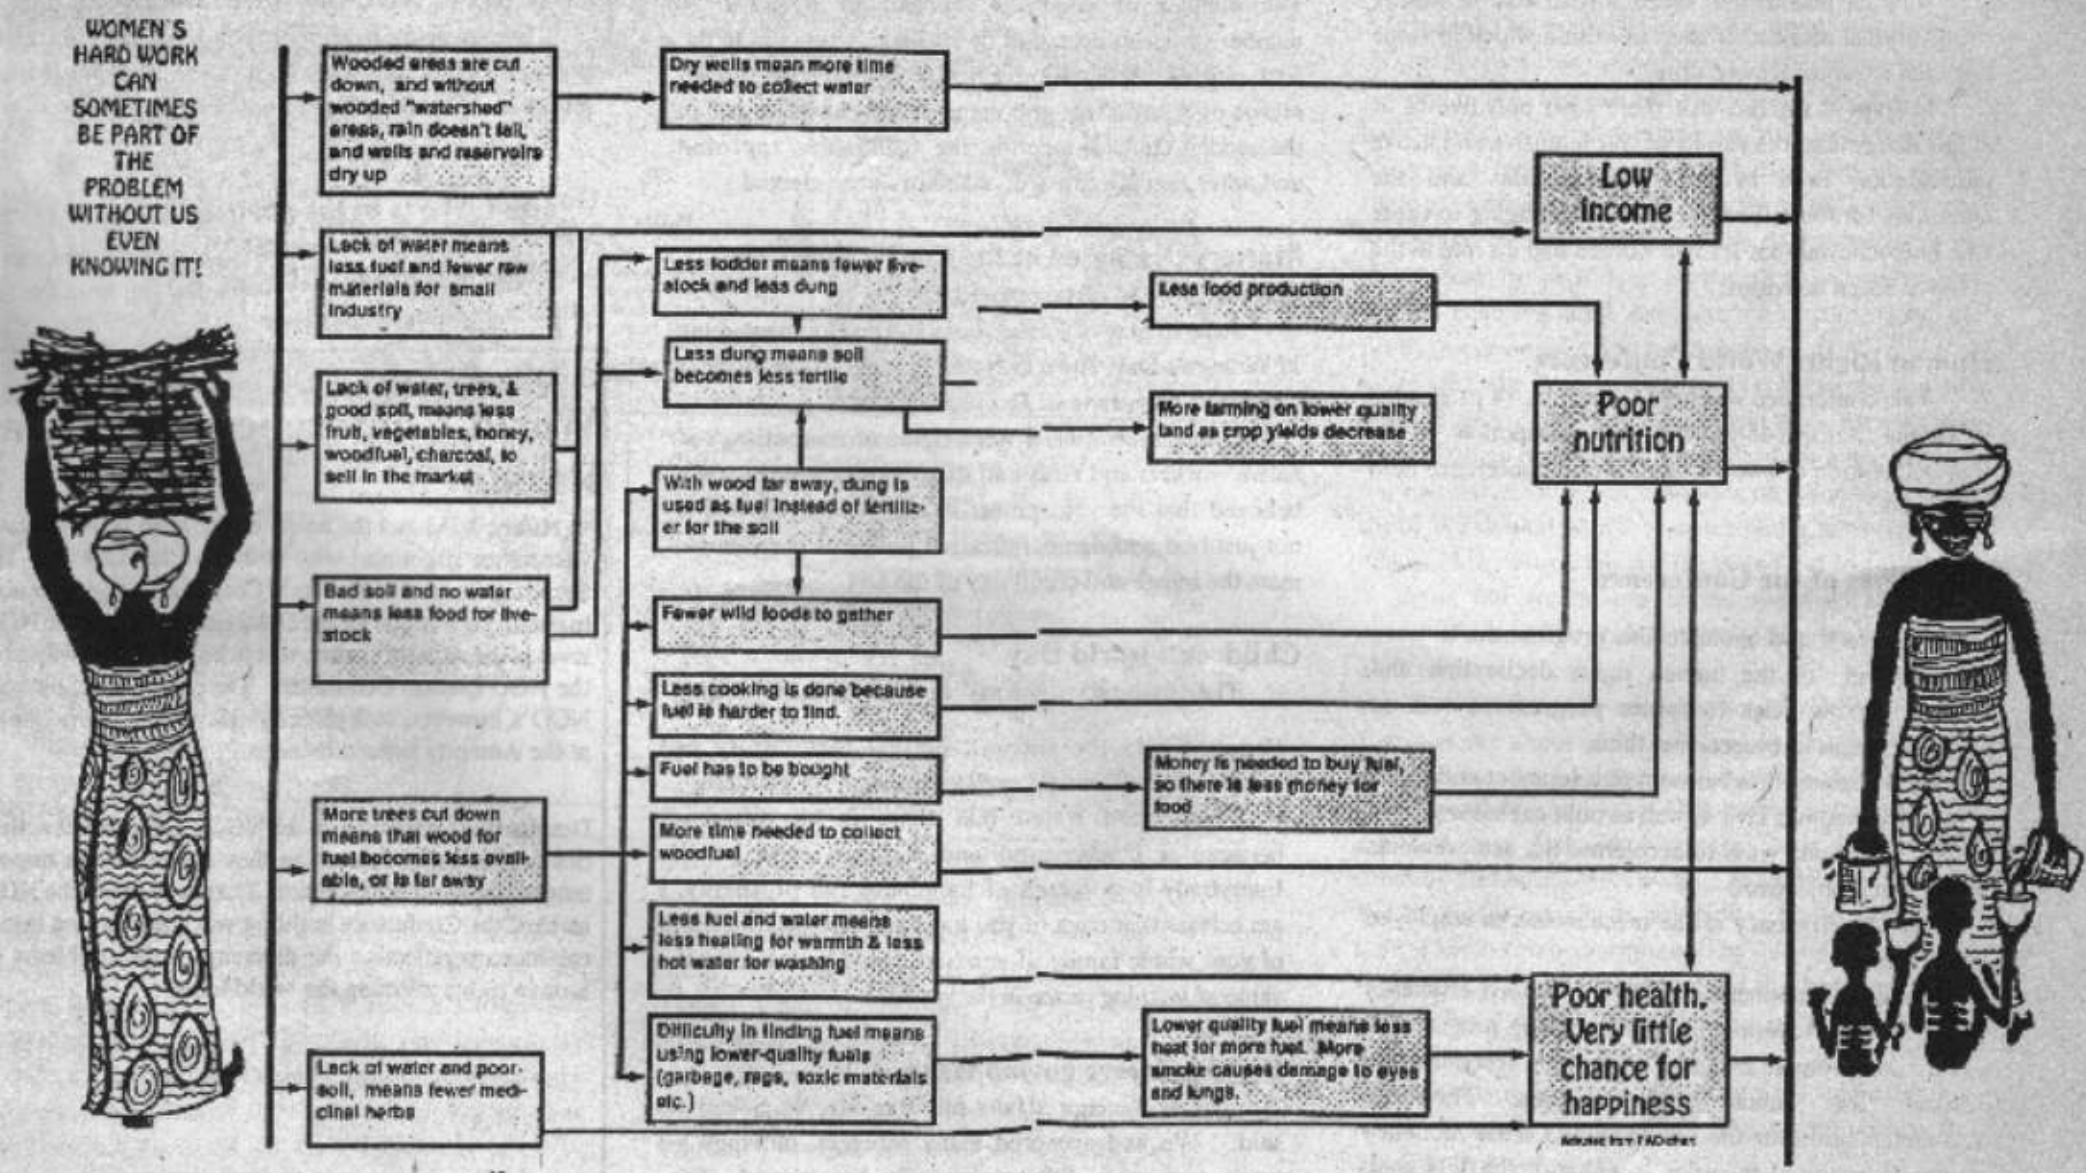 WOMEN'S
HARD WORK
CAN
SOMETIMES
BE PART OF
THE
PROBLEM
WITHOUT US
EVEN
KNOWING IT!
Wooded areas are cut
down, and without
wooded "watershed"
areas, rain doesn't fall,
and wells and reservoirs
dry up
Lack of water means
less fuel and fewer raw
materials for small
industry
Lack of water, trees, &
good soil, means less
fruit, vegetables, honey,
woodfuel, charcoal, to
sell in the market
Bad soil and no water
means less food for live-
stock
More trees cut down
means that wood for
fuel becomes less avail-
able, or is far away
Lack of water and poor-
soil, means fewer medi-
cinal herbs
Dry wells mean more time
needed to collect water
Less fodder means fewer live-
stock and less dung
Less dung means soil
becomes less fertile
With wood far away, dung is
used as fuel instead of fertiliz-
er for the soil
Fewer wild foods to gather
Less cooking is done because
fuel is harder to find.
Fuel has to be bought
More time needed to collect
woodfuel
Less fuel and water means
less heating for warmth & less
hot water for washing
Difficulty in finding fuel means
using lower-quality fuels
(garbage, rags, toxic materials
etc.)
Less food production
More farming on lower quality
land as crop yields decrease
Money is needed to buy fuel,
so there is less money for
food
Lower quality fuel means less
heat for more fuel. More
smoke causes damage to eyes
and lungs.
Low
income
Poor
nutrition
Poor health.
Very little
chance for
happiness
Adapted from FAO chart